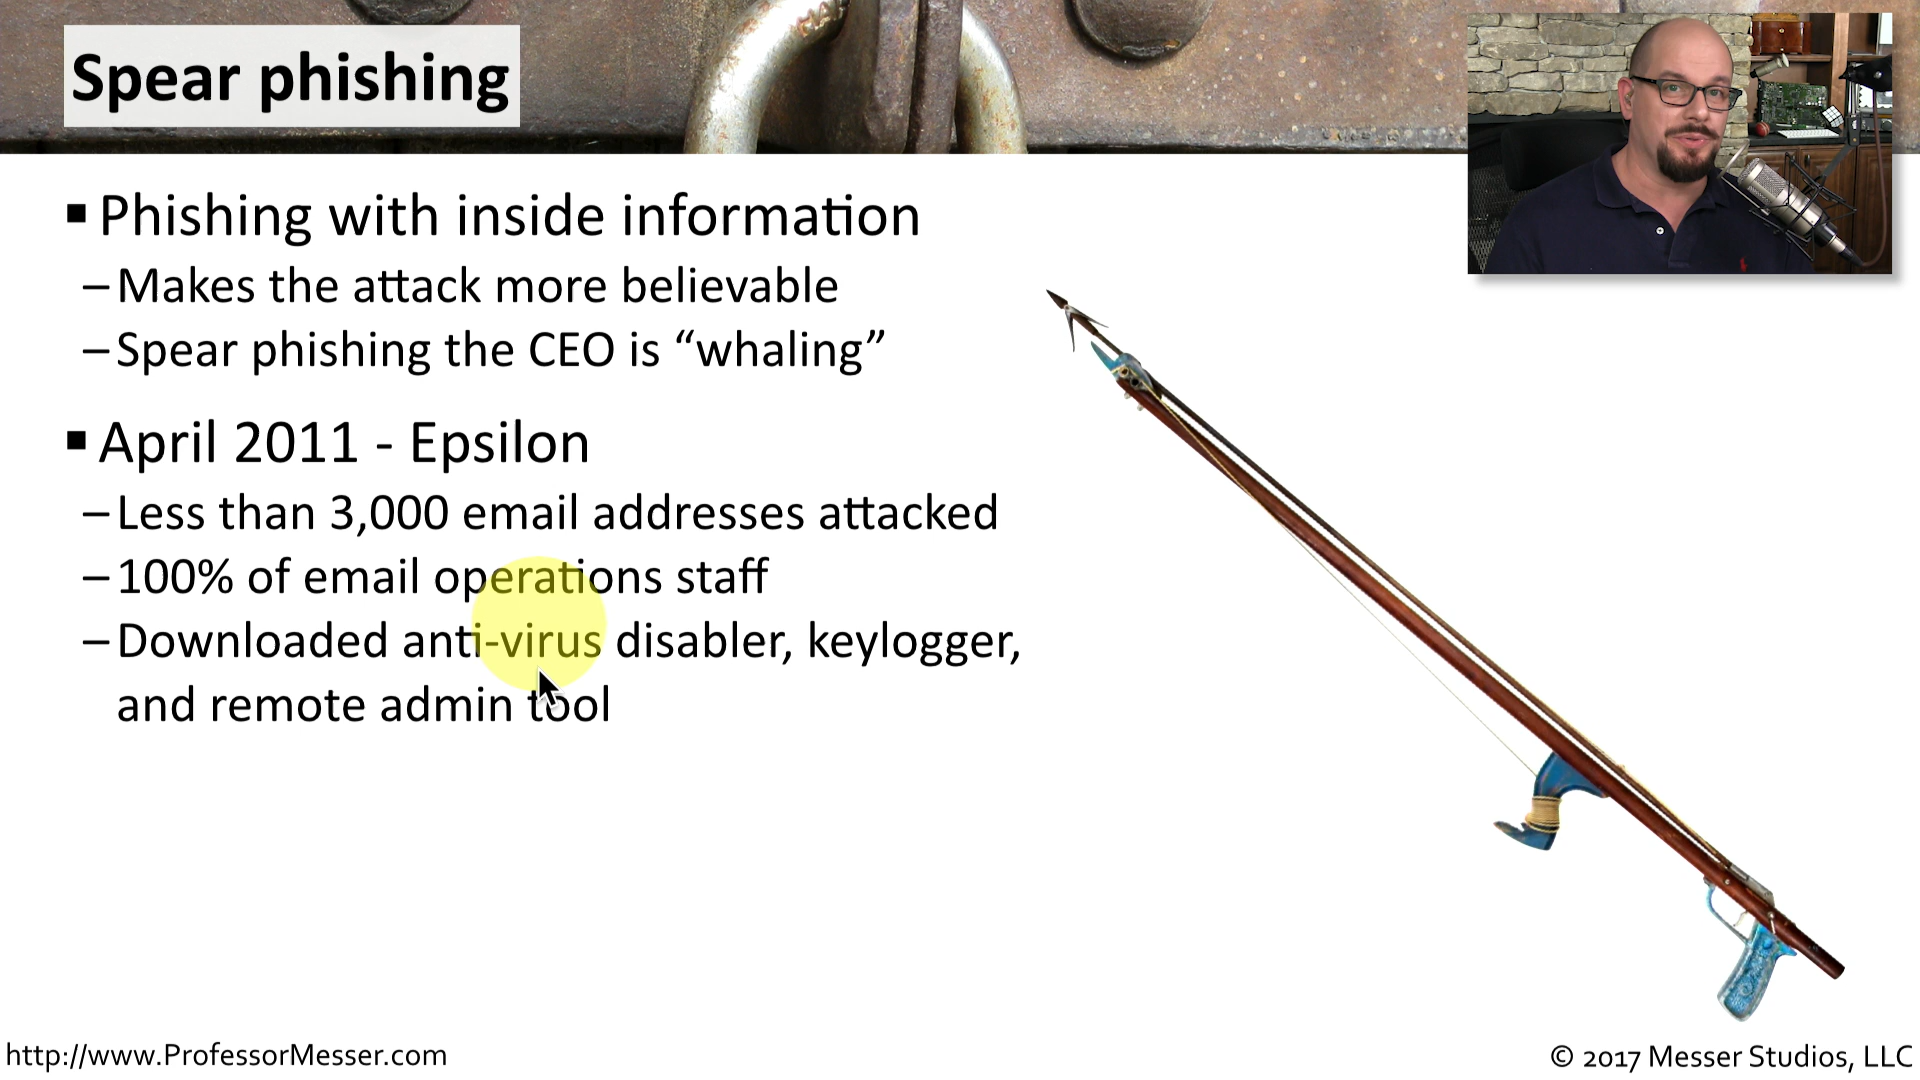 Spear phishing
▪ Phishing with inside information
– Makes the attack more believable
– Spear phishing the CEO is “whaling”
▪ April 2011 - Epsilon
– Less than 3,000 email addresses attacked
– 100% of email operations staff
– Downloaded anti-virus disabler, keylogger,
and remote admin tool
http://www.ProfessorMesser.com
© 2017 Messer Studios, LLC